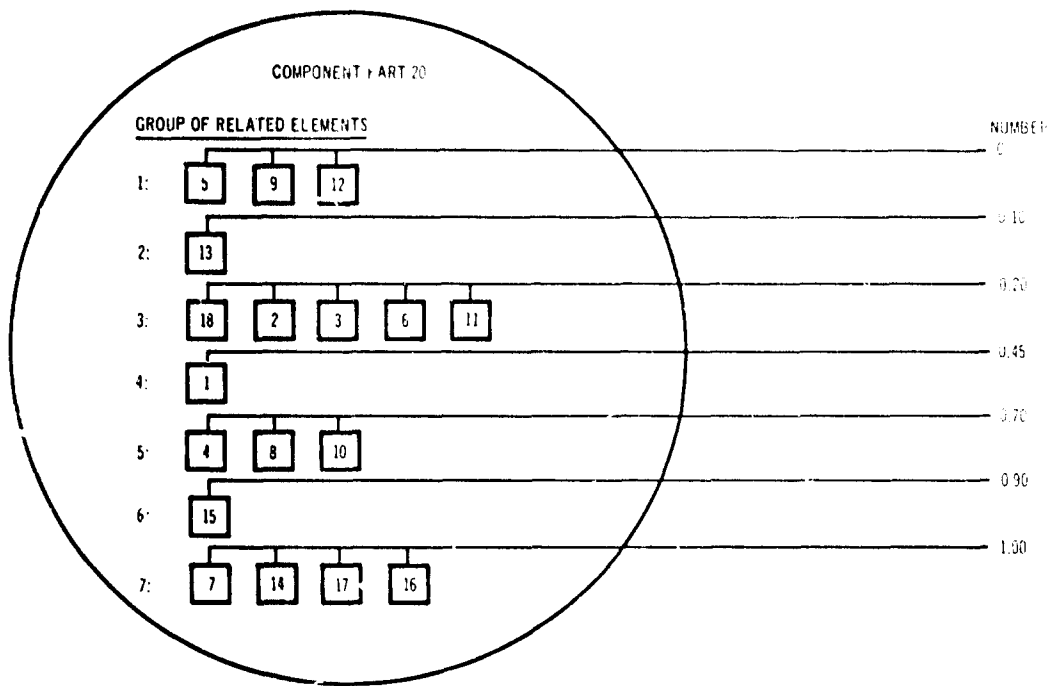 COMPONENT PART 20
GROUP OF RELATED ELEMENTS
NUMBER
0
1: 5 9 12
0.10
2: 13
0.20
3: 18 2 3 6 11
0.45
4: 1
0.70
5: 4 8 10
0.90
6: 15
1.00
7: 7 14 17 16